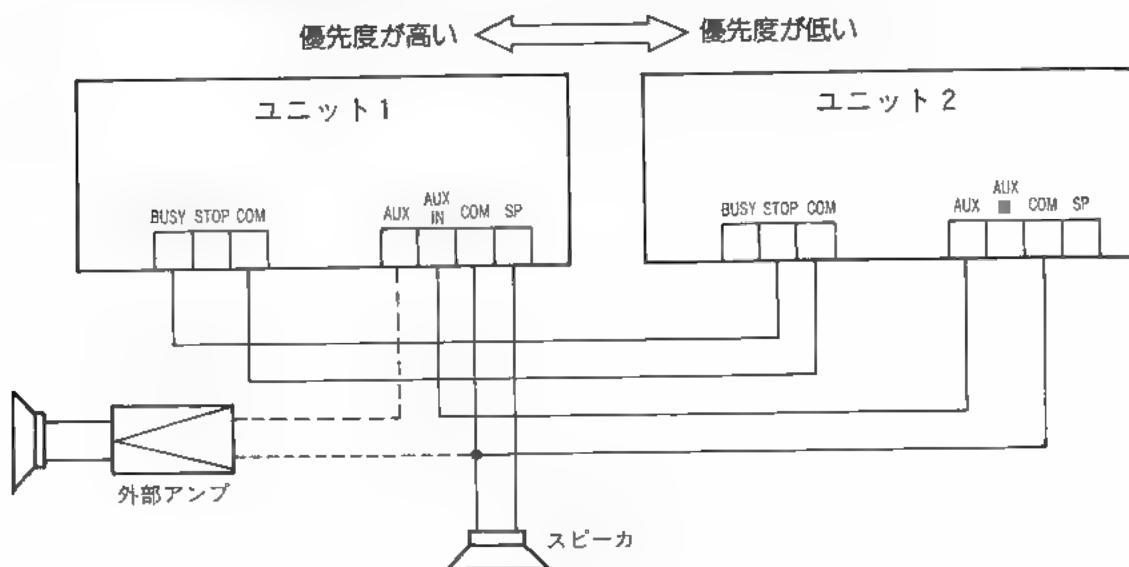 優先度が高い 優先度が低い
ユニット1
ユニット2
BUSY STOP COM AUX AUX IN COM SP
BUSY STOP COM AUX AUX COM SP
外部アンプ
スピーカ